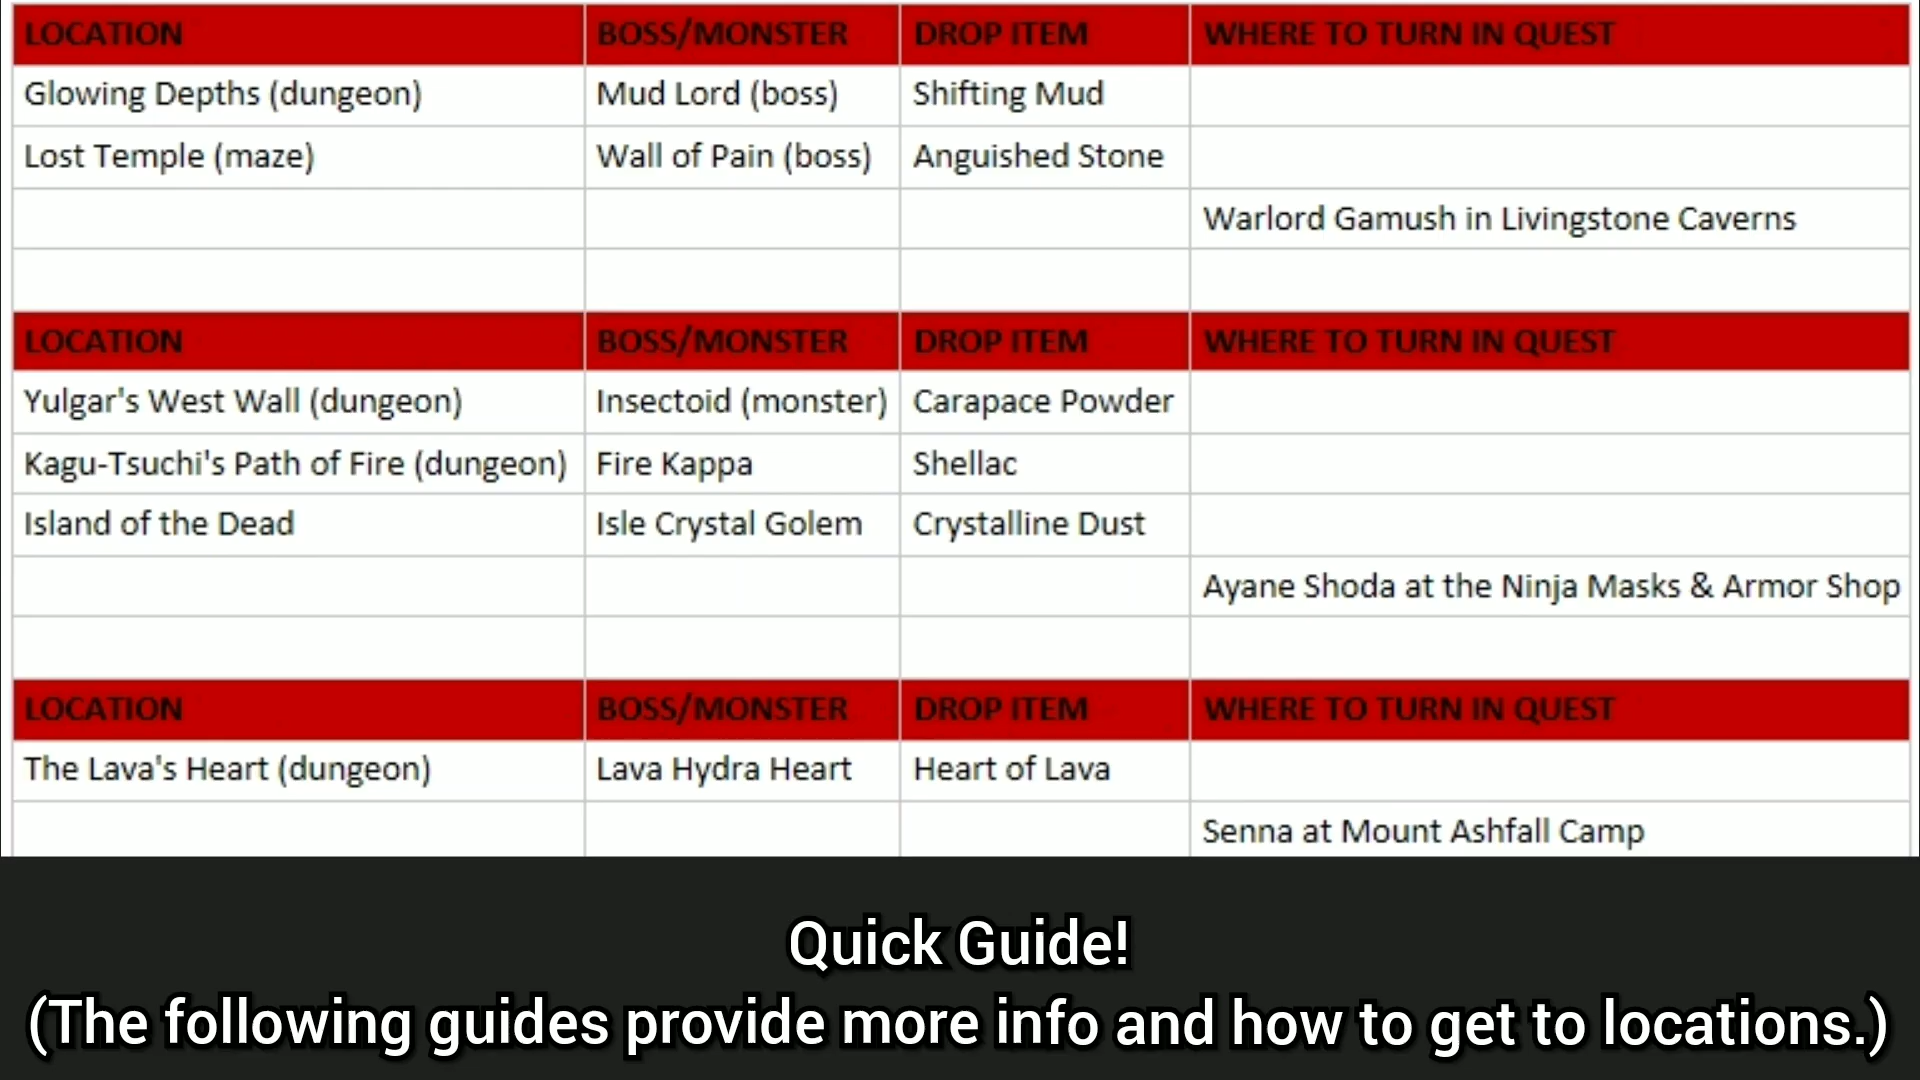 LOCATION BOSS/MONSTER DROP ITEM WHERE TO TURN IN QUEST
Glowing Depths (dungeon) Mud Lord (boss) Shifting Mud
Lost Temple (maze) Wall of Pain (boss) Anguished Stone
Warlord Gamush in Livingstone Caverns
LOCATION BOSS/MONSTER DROP ITEM WHERE TO TURN IN QUEST
Yulgar's West Wall (dungeon) Insectoid (monster) Carapace Powder
Kagu-Tsuchi's Path of Fire (dungeon) Fire Kappa Shellac
Island of the Dead Isle Crystal Golem Crystalline Dust
Ayane Shoda at the Ninja Masks & Armor Shop
LOCATION BOSS/MONSTER DROP ITEM WHERE TO TURN IN QUEST
The Lava's Heart (dungeon) Lava Hydra Heart Heart of Lava
Senna at Mount Ashfall Camp
Quick Guide!
(The following guides provide more info and how to get to locations.)